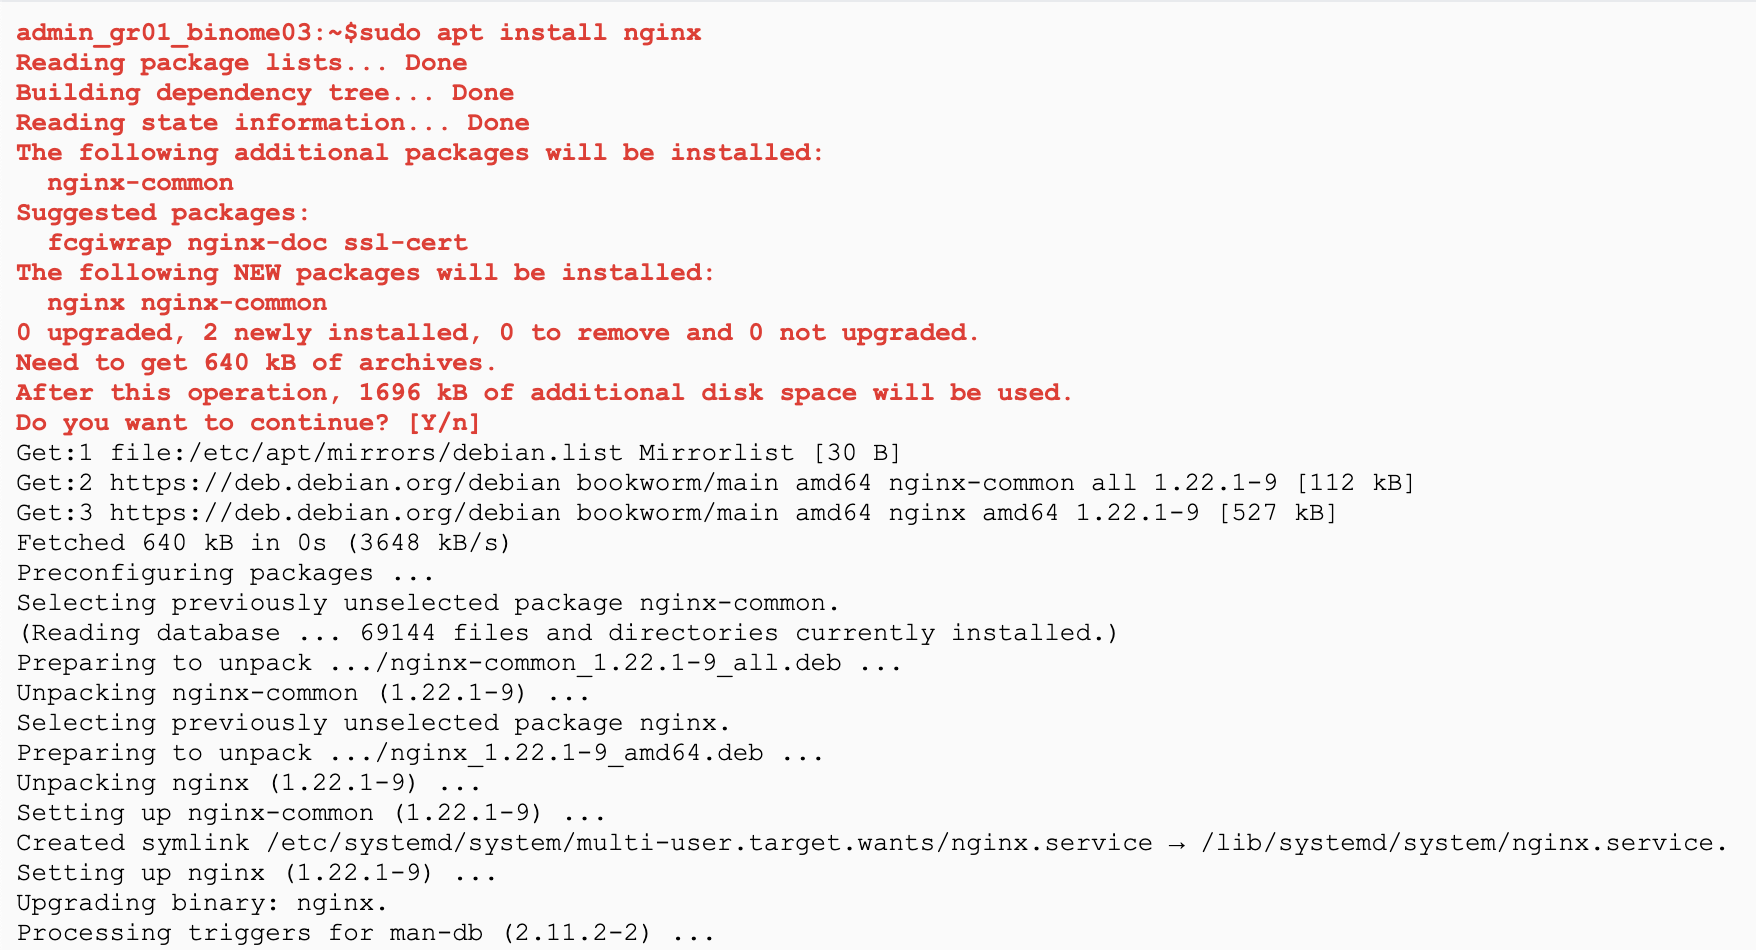 admin_gr01_binome03:~$sudo apt install nginx
Reading package lists... Done
Building dependency tree... Done
Reading state information... Done
The following additional packages will be installed:
  nginx-common
Suggested packages:
  fcgiwrap nginx-doc ssl-cert
The following NEW packages will be installed:
  nginx nginx-common
0 upgraded, 2 newly installed, 0 to remove and 0 not upgraded.
Need to get 640 kB of archives.
After this operation, 1696 kB of additional disk space will be used.
Do you want to continue? [Y/n]
Get:1 file:/etc/apt/mirrors/debian.list Mirrorlist [30 B]
Get:2 https://deb.debian.org/debian bookworm/main amd64 nginx-common all 1.22.1-9 [112 kB]
Get:3 https://deb.debian.org/debian bookworm/main amd64 nginx amd64 1.22.1-9 [527 kB]
Fetched 640 kB in 0s (3648 kB/s)
Preconfiguring packages ...
Selecting previously unselected package nginx-common.
(Reading database ... 69144 files and directories currently installed.)
Preparing to unpack .../nginx-common_1.22.1-9_all.deb ...
Unpacking nginx-common (1.22.1-9) ...
Selecting previously unselected package nginx.
Preparing to unpack .../nginx_1.22.1-9_amd64.deb ...
Unpacking nginx (1.22.1-9) ...
Setting up nginx-common (1.22.1-9) ...
Created symlink /etc/systemd/system/multi-user.target.wants/nginx.service → /lib/systemd/system/nginx.service.
Setting up nginx (1.22.1-9) ...
Upgrading binary: nginx.
Processing triggers for man-db (2.11.2-2) ...